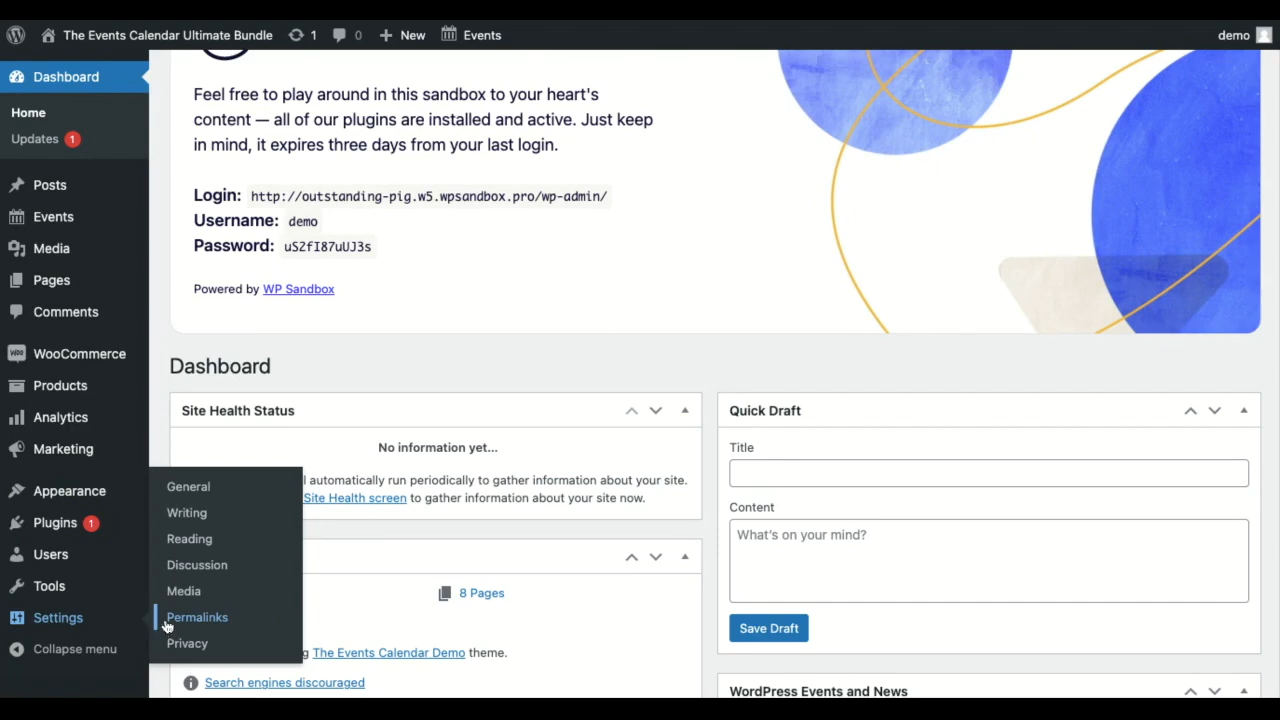 The Events Calendar Ultimate Bundle 1 0 New Events demo
Dashboard
Home
Updates 1
Posts
Events
Media
Pages
Comments
WooCommerce
Products
Analytics
Marketing
Appearance
Plugins 1
Users
Tools
Settings
Collapse menu
General
Writing
Reading
Discussion
Media
Permalinks
Privacy
Feel free to play around in this sandbox to your heart's
content — all of our plugins are installed and active. Just keep
in mind, it expires three days from your last login.
Login: http://outstanding-pig.w5.wpsandbox.pro/wp-admin/
Username: demo
Password: uS2fI87uUJ3s
Powered by WP Sandbox
Dashboard
Site Health Status
No information yet...
automatically run periodically to gather information about your site.
Site Health screen to gather information about your site now.
8 Pages
The Events Calendar Demo theme.
Search engines discouraged
Quick Draft
Title
Content
What's on your mind?
Save Draft
WordPress Events and News